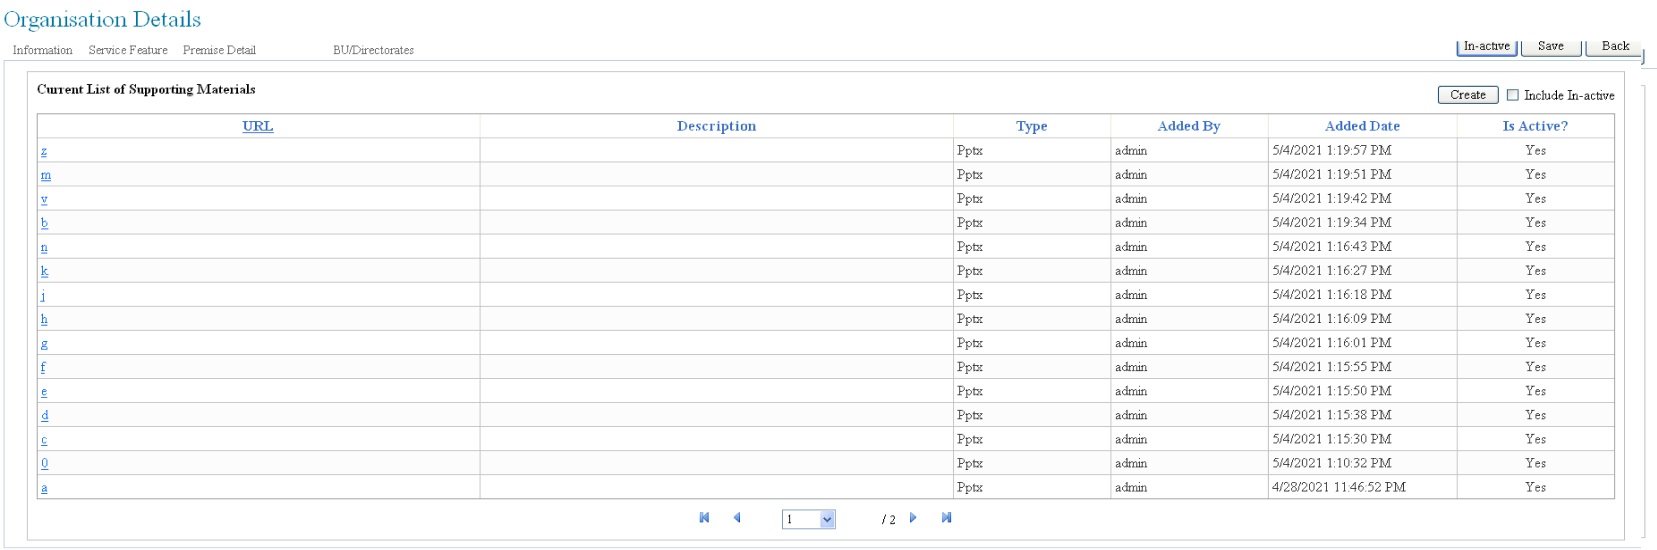 Organisation Details
Information Service Feature Premise Detail BU/Directorates In-active Save Back
Current List of Supporting Materials Create Include In-active
URL Description Type Added By Added Date Is Active?
z Pptx admin 5/4/2021 1:19:57 PM Yes
m Pptx admin 5/4/2021 1:19:51 PM Yes
v Pptx admin 5/4/2021 1:19:42 PM Yes
b Pptx admin 5/4/2021 1:19:34 PM Yes
n Pptx admin 5/4/2021 1:16:43 PM Yes
k Pptx admin 5/4/2021 1:16:27 PM Yes
j Pptx admin 5/4/2021 1:16:18 PM Yes
h Pptx admin 5/4/2021 1:16:09 PM Yes
g Pptx admin 5/4/2021 1:16:01 PM Yes
f Pptx admin 5/4/2021 1:15:55 PM Yes
e Pptx admin 5/4/2021 1:15:50 PM Yes
d Pptx admin 5/4/2021 1:15:38 PM Yes
c Pptx admin 5/4/2021 1:15:30 PM Yes
0 Pptx admin 5/4/2021 1:10:32 PM Yes
a Pptx admin 4/28/2021 11:46:52 PM Yes
1 / 2